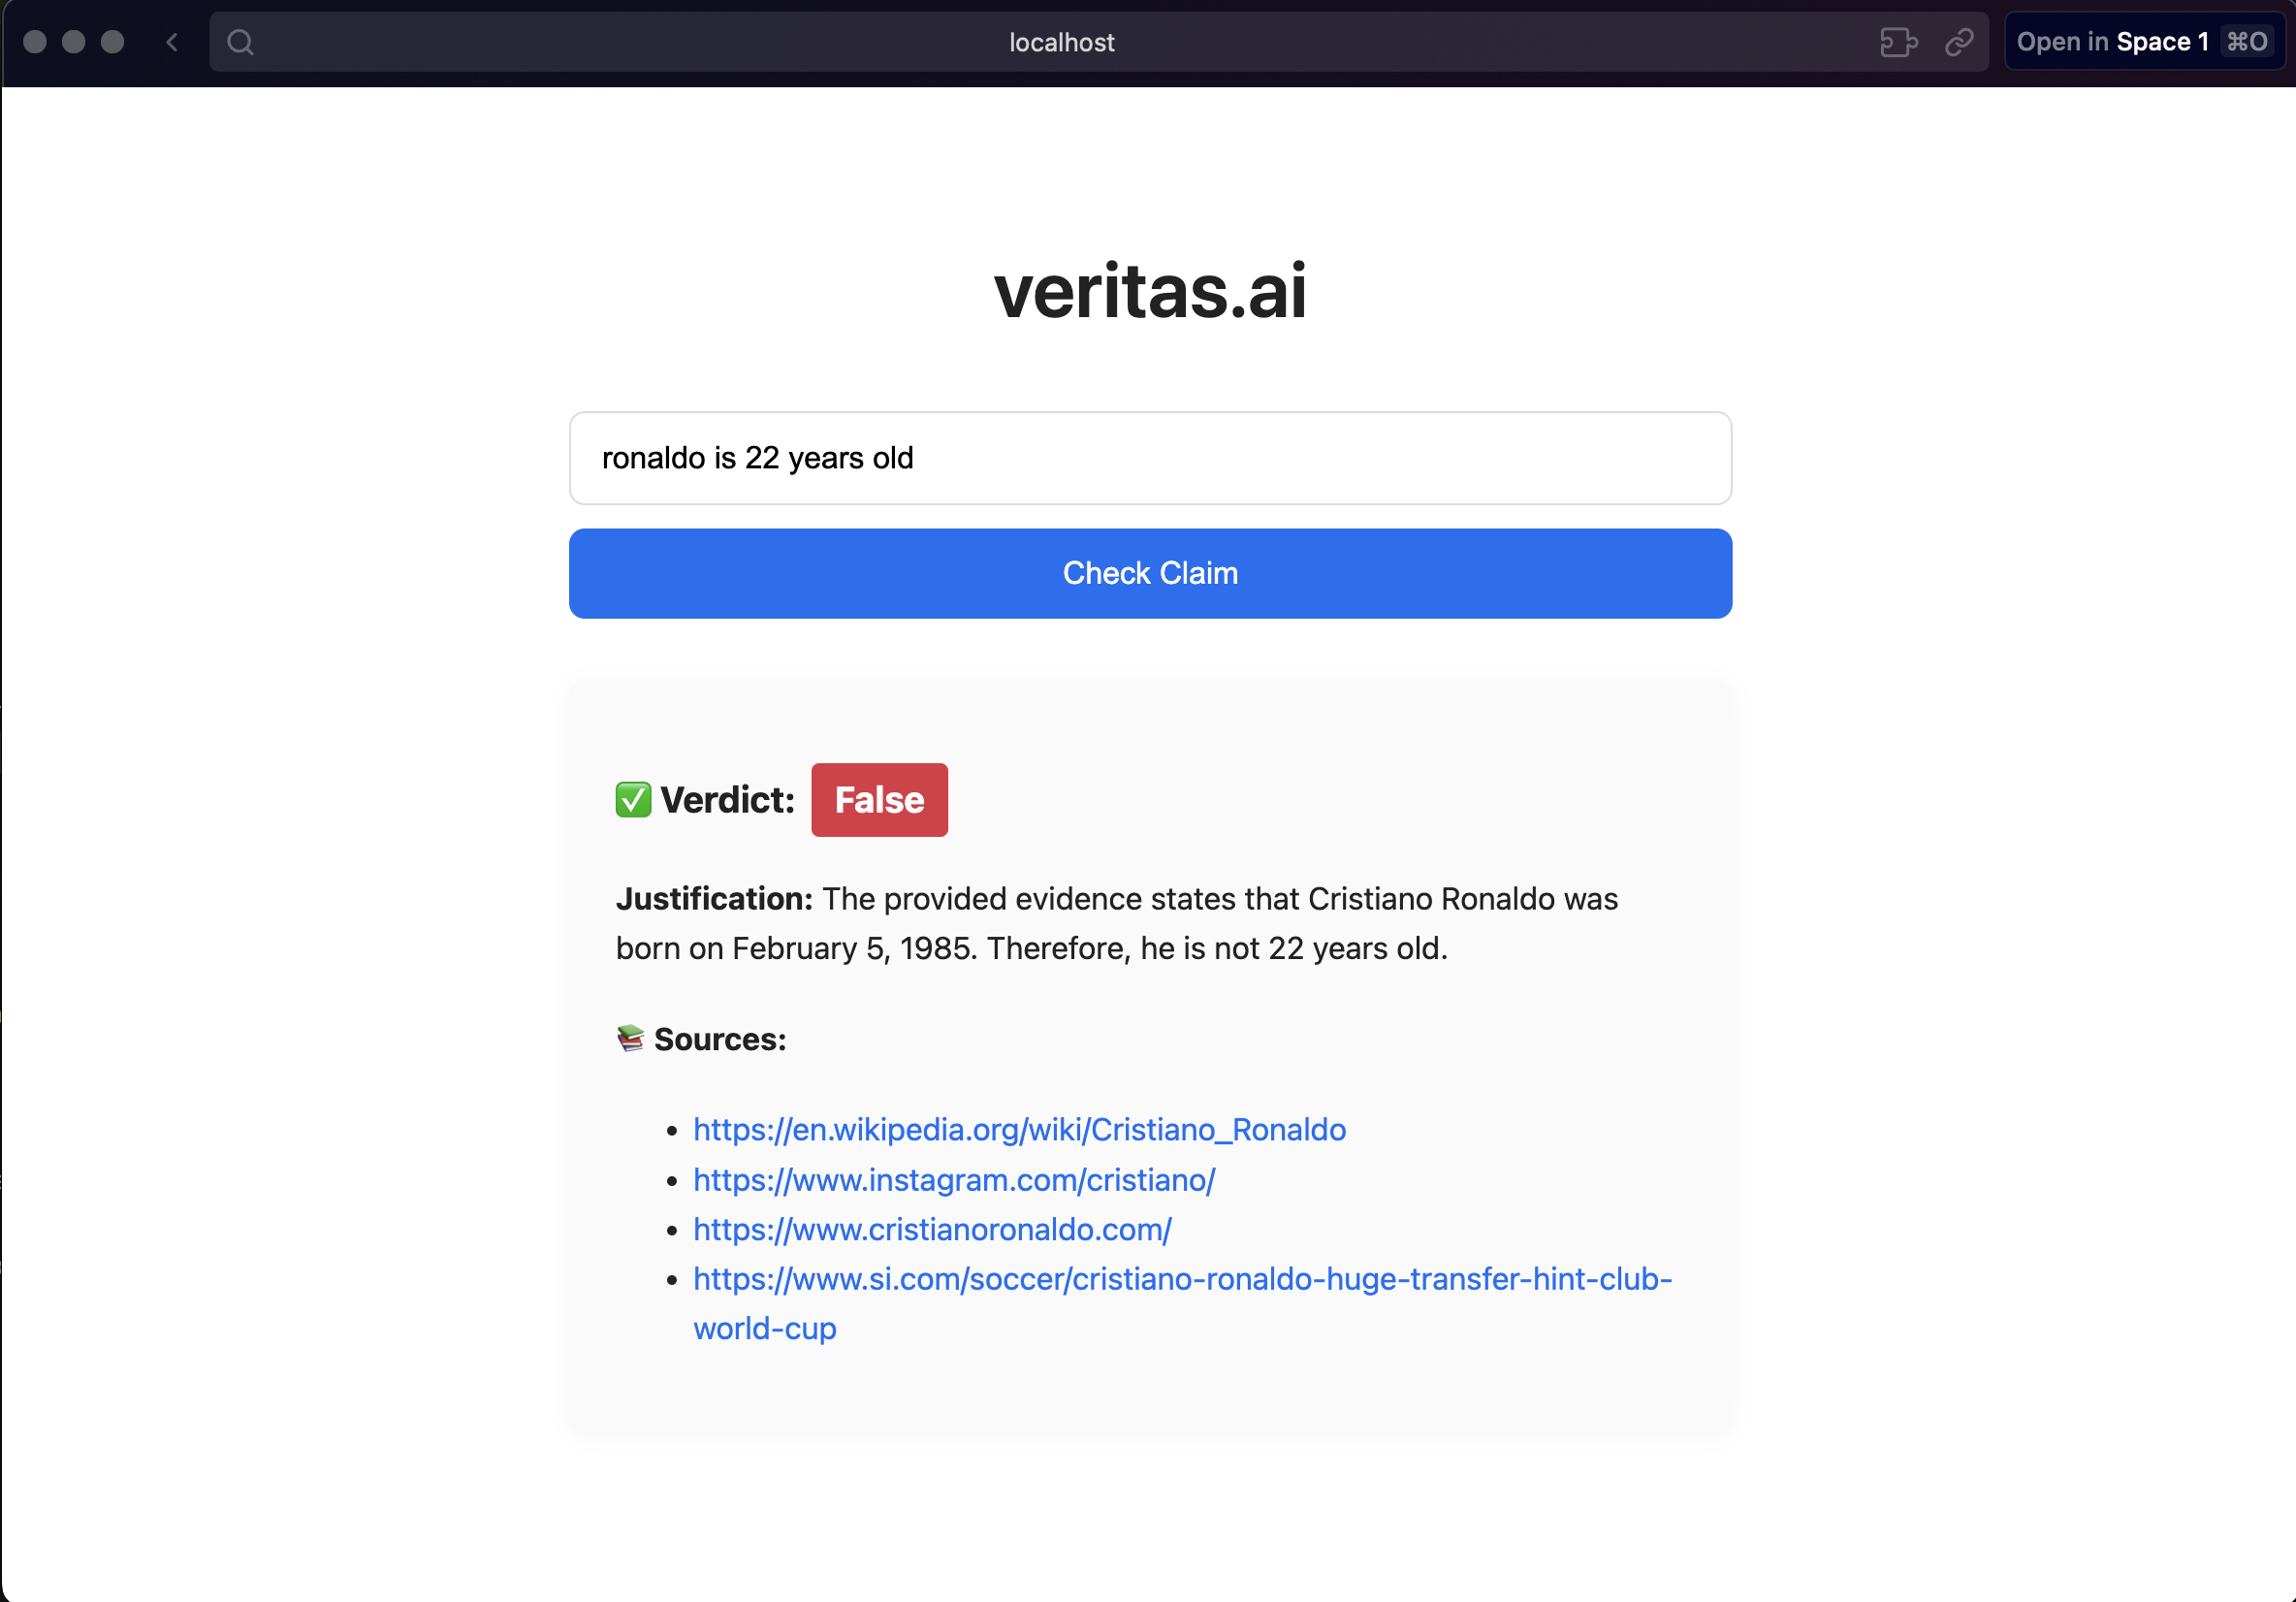 localhost
Open in Space 1 ⌘O
veritas.ai
ronaldo is 22 years old
Check Claim
✅ Verdict: False
Justification: The provided evidence states that Cristiano Ronaldo was
born on February 5, 1985. Therefore, he is not 22 years old.
📚 Sources:
• https://en.wikipedia.org/wiki/Cristiano_Ronaldo
• https://www.instagram.com/cristiano/
• https://www.cristianoronaldo.com/
• https://www.si.com/soccer/cristiano-ronaldo-huge-transfer-hint-club-
world-cup